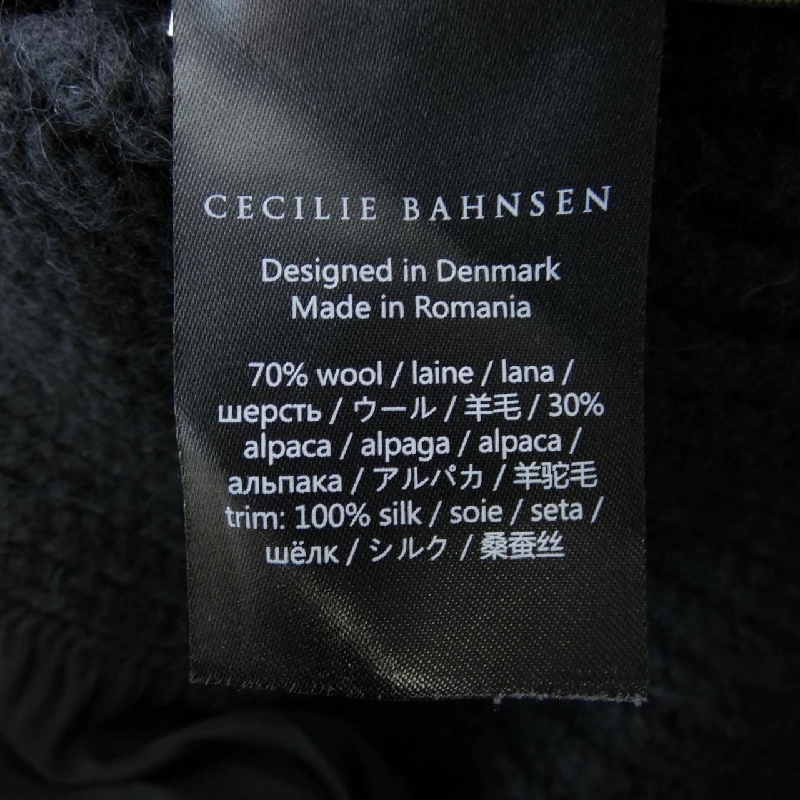 CECILIE BAHNSEN
Designed in Denmark
Made in Romania
70% wool / laine / lana /
шерсть / ウール / 羊毛 / 30%
alpaca / alpaga / alpaca /
альпака / アルパカ / 羊驼毛
trim: 100% silk / soie / seta /
шёлк / シルク / 桑蚕丝